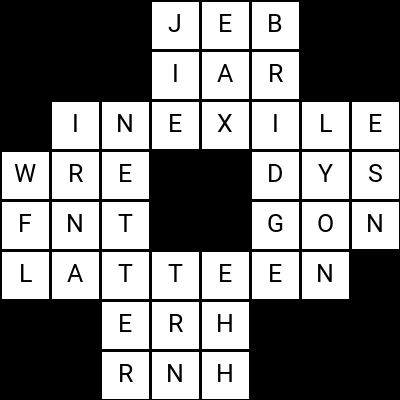 JEB
IAR
INEXILE
WRE DYS
FNT GON
LATTEEN
ERH
RNH